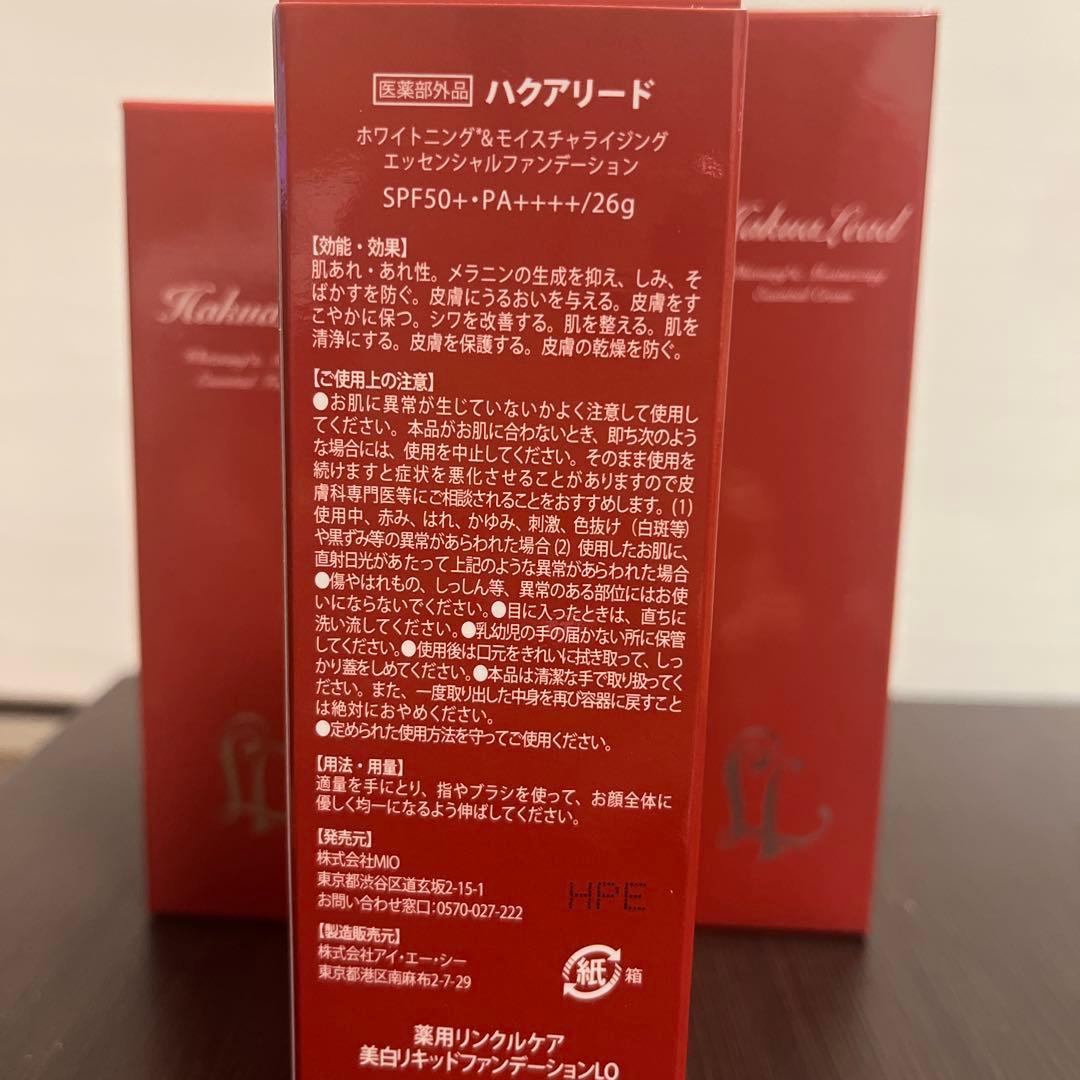 医薬部外品 ハクアリード
ホワイトニング*&モイスチャライジング
エッセンシャルファンデーション
SPF50+・PA++++/26g
【効能・効果】
肌あれ・あれ性。メラニンの生成を抑え、しみ、そ
ばかすを防ぐ。皮膚にうるおいを与える。皮膚をす
こやかに保つ。シワを改善する。肌を整える。肌を
清浄にする。皮膚を保護する。皮膚の乾燥を防ぐ。
【ご使用上の注意】
●お肌に異常が生じていないかよく注意して使用し
てください。本品がお肌に合わないとき、即ち次のよう
な場合には、使用を中止してください。そのまま使用を
続けますと症状を悪化させることがありますので皮
膚科専門医等にご相談されることをおすすめします。(1)
使用中、赤み、はれ、かゆみ、刺激、色抜け（白斑等）
や黒ずみ等の異常があらわれた場合(2) 使用したお肌に、
直射日光があたって上記のような異常があらわれた場合
●傷やはれもの、しっしん等、異常のある部位にはお使
いにならないでください。●目に入ったときは、直ちに
洗い流してください。●乳幼児の手の届かない所に保管
してください。●使用後は口元をきれいに拭き取って、しっ
かり蓋をしめてください。●本品は清潔な手で取り扱ってく
ださい。また、一度取り出した中身を再び容器に戻すこと
は絶対におやめください。
●定められた使用方法を守ってご使用ください。
【用法・用量】
適量を手にとり、指やブラシを使って、お顔全体に
優しく均一になるよう伸ばしてください。
【発売元】
株式会社MIO
東京都渋谷区道玄坂2-15-1
お問い合わせ窓口:0570-027-222
HPE
【製造販売元】
株式会社アイ・エー・シー
東京都港区南麻布2-7-29
紙 箱
薬用リンクルケア
美白リキッドファンデーションLO
Hakua
Hakua Lead